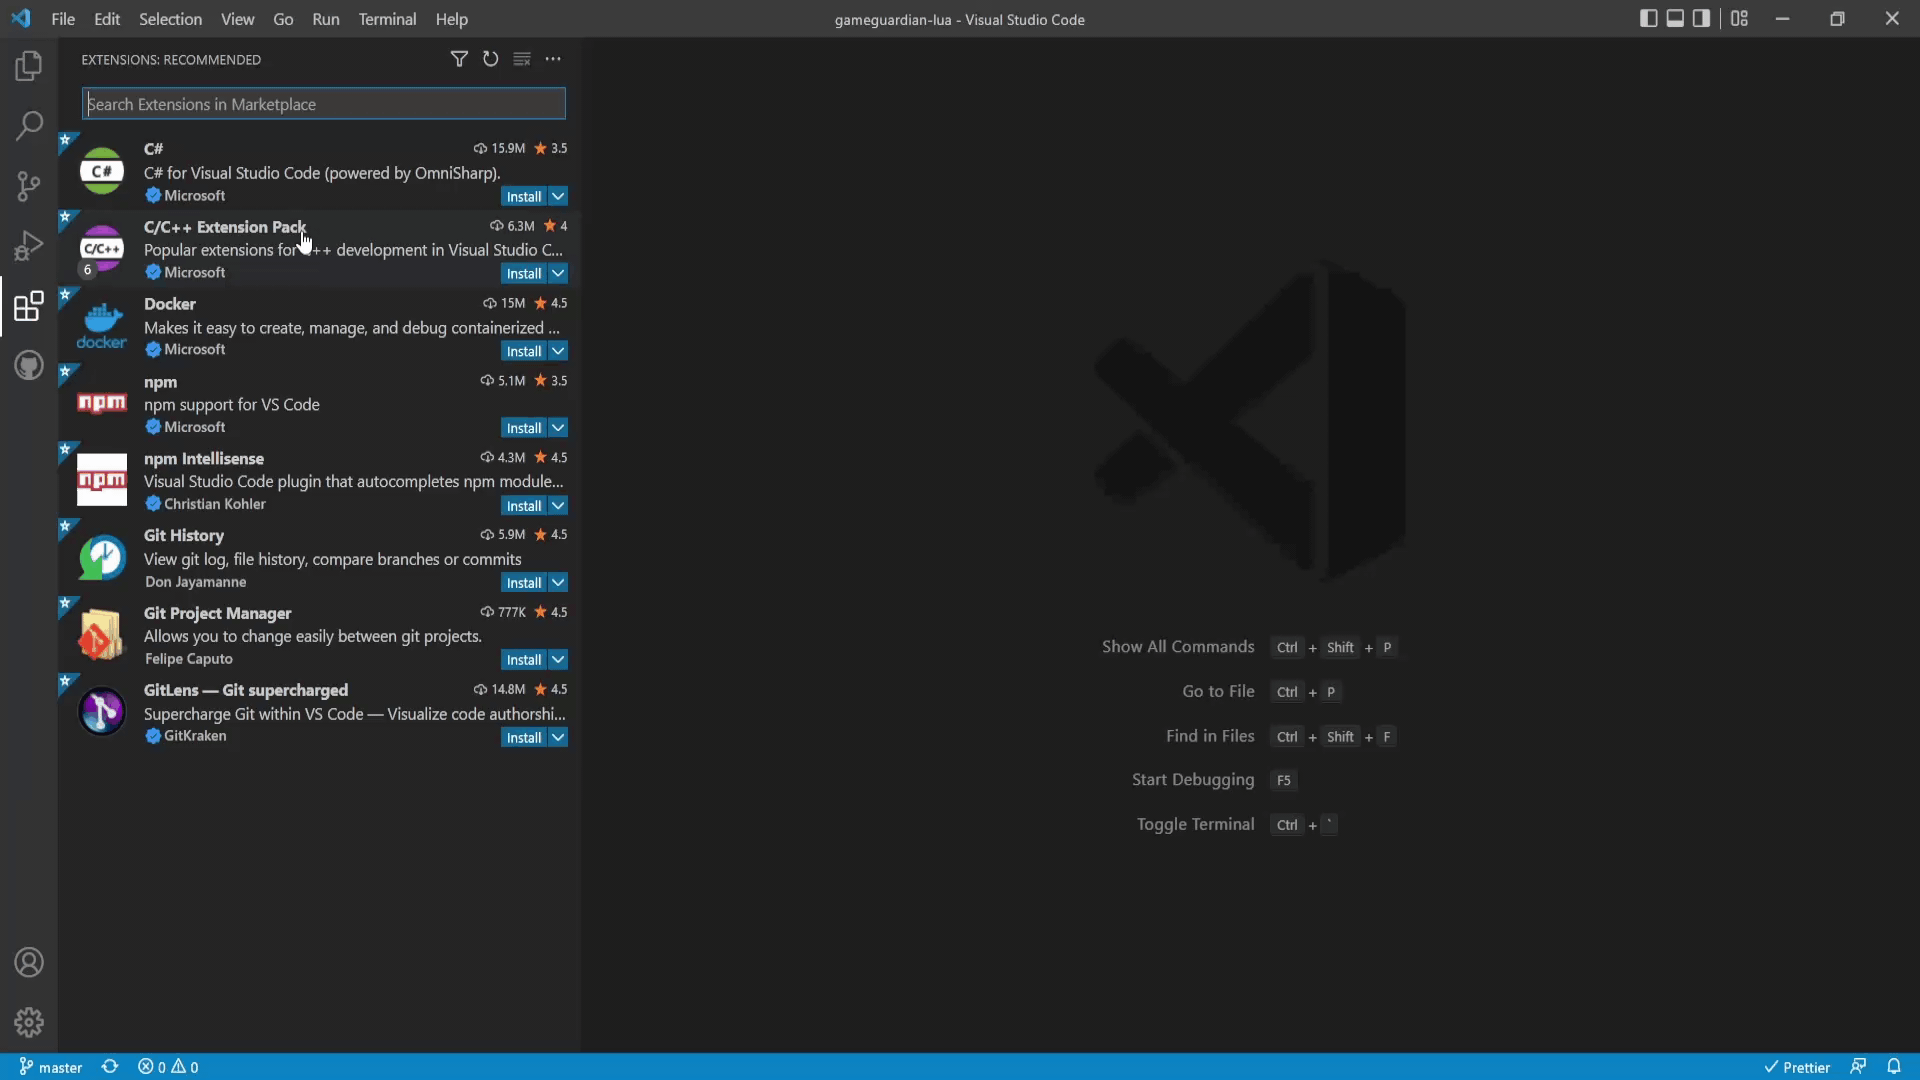 File Edit Selection View Go Run Terminal Help
gameguardian-lua - Visual Studio Code
EXTENSIONS: RECOMMENDED
Search Extensions in Marketplace
C#
C#
15.9M 3.5
C# for Visual Studio Code (powered by OmniSharp).
Microsoft
Install
C/C++
6
C/C++ Extension Pack
6.3M 4
Popular extensions for ++ development in Visual Studio C...
Microsoft
Install
docker
Docker
15M 4.5
Makes it easy to create, manage, and debug containerized ...
Microsoft
Install
npm
npm
5.1M 3.5
npm support for VS Code
Microsoft
Install
npm
npm Intellisense
4.3M 4.5
Visual Studio Code plugin that autocompletes npm module...
Christian Kohler
Install
Git History
5.9M 4.5
View git log, file history, compare branches or commits
Don Jayamanne
Install
Git Project Manager
777K 4.5
Allows you to change easily between git projects.
Felipe Caputo
Install
GitLens — Git supercharged
14.8M 4.5
Supercharge Git within VS Code — Visualize code authorshi...
GitKraken
Install
Show All Commands Ctrl + Shift + P
Go to File Ctrl + P
Find in Files Ctrl + Shift + F
Start Debugging F5
Toggle Terminal Ctrl + `
master 0 0
Prettier